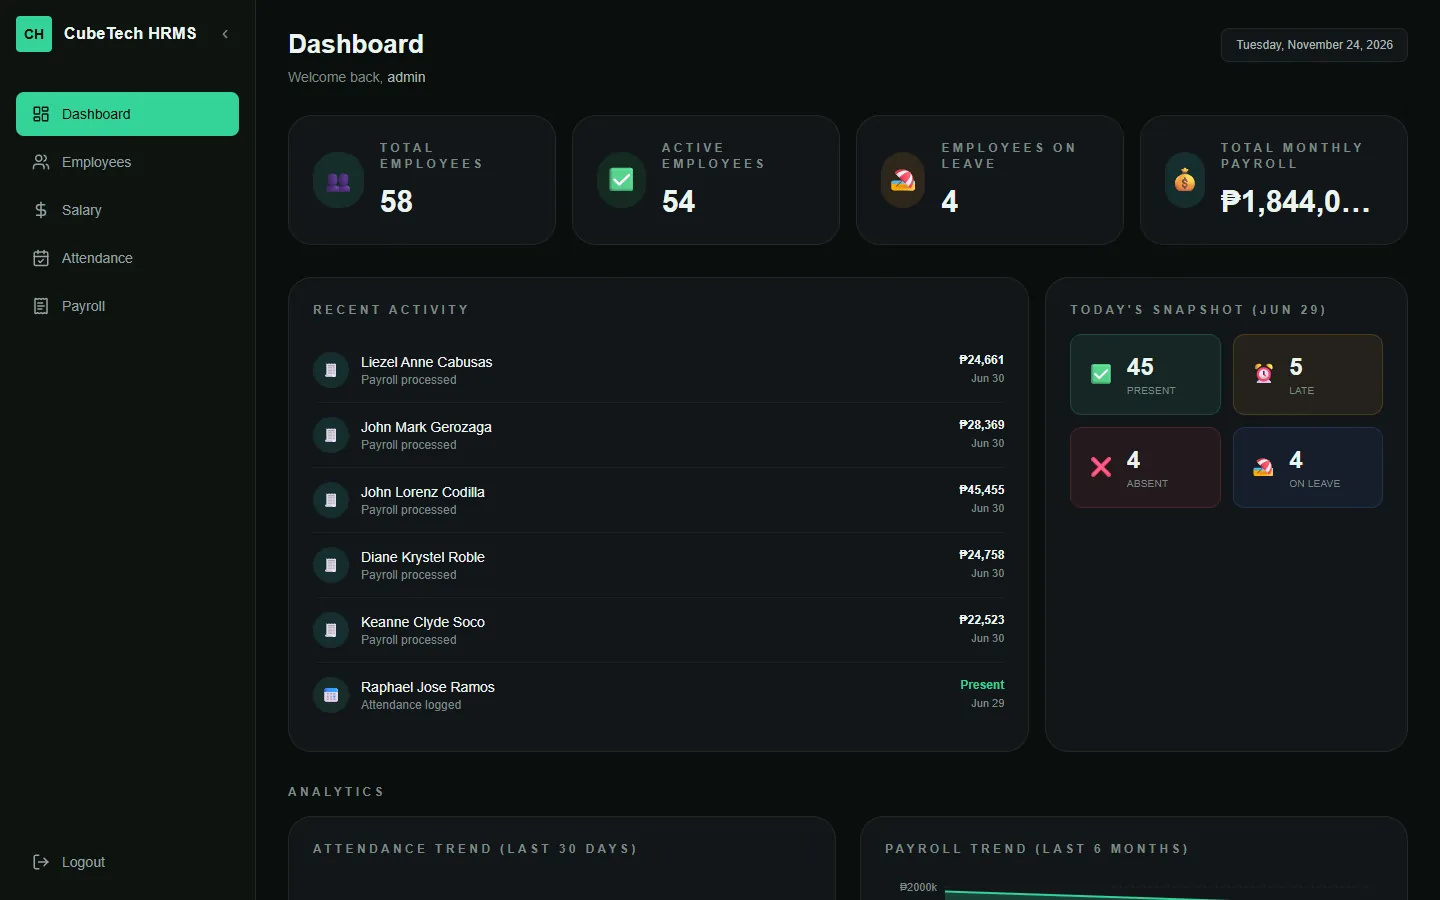 CH
CubeTech HRMS
Dashboard
Employees
Salary
Attendance
Payroll
Logout
Dashboard
Welcome back, admin
Tuesday, November 24, 2026
TOTAL
EMPLOYEES
58
ACTIVE
EMPLOYEES
54
EMPLOYEES ON
LEAVE
4
TOTAL MONTHLY
PAYROLL
₱1,844,0...
RECENT ACTIVITY
Liezel Anne Cabusas
Payroll processed
₱24,661
Jun 30
John Mark Gerozaga
Payroll processed
₱28,369
Jun 30
John Lorenz Codilla
Payroll processed
₱45,455
Jun 30
Diane Krystel Roble
Payroll processed
₱24,758
Jun 30
Keanne Clyde Soco
Payroll processed
₱22,523
Jun 30
Raphael Jose Ramos
Attendance logged
Present
Jun 29
TODAY'S SNAPSHOT (JUN 29)
45
PRESENT
5
LATE
4
ABSENT
4
ON LEAVE
ANALYTICS
ATTENDANCE TREND (LAST 30 DAYS)
PAYROLL TREND (LAST 6 MONTHS)
₱2000k